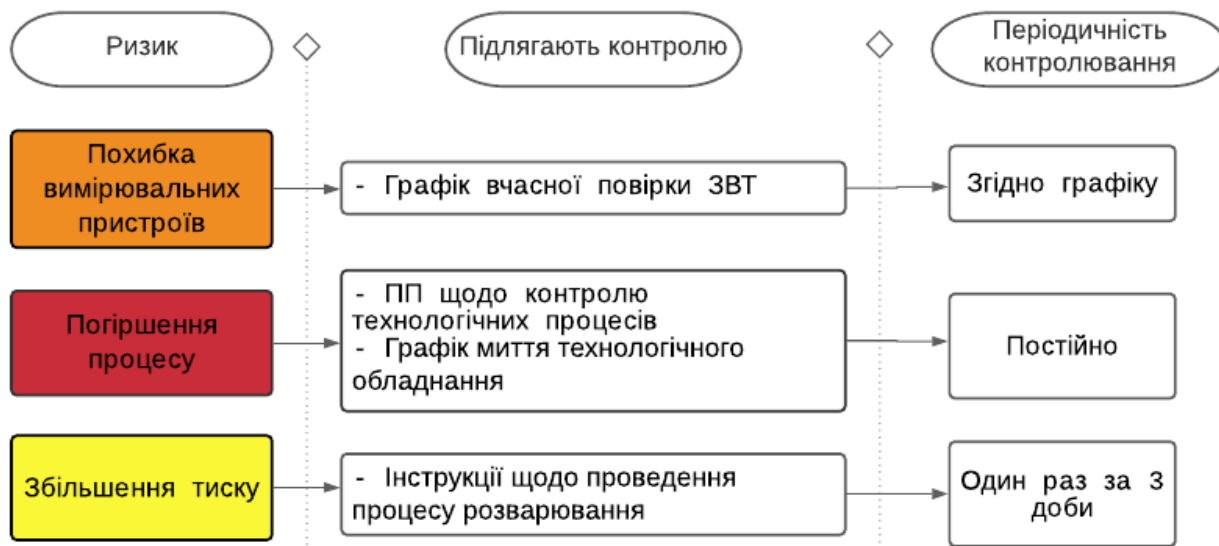 Ризик
Підлягають контролю
Періодичність
контролювання
Похибка
вимірювальних
пристроїв
- Графік вчасної повірки ЗВТ
Згідно графіку
Погіршення
процесу
- ПП щодо контролю
технологічних процесів
- Графік миття технологічного
обладнання
Постійно
Збільшення тиску
- Інструкції щодо проведення
процесу розварювання
Один раз за 3
доби